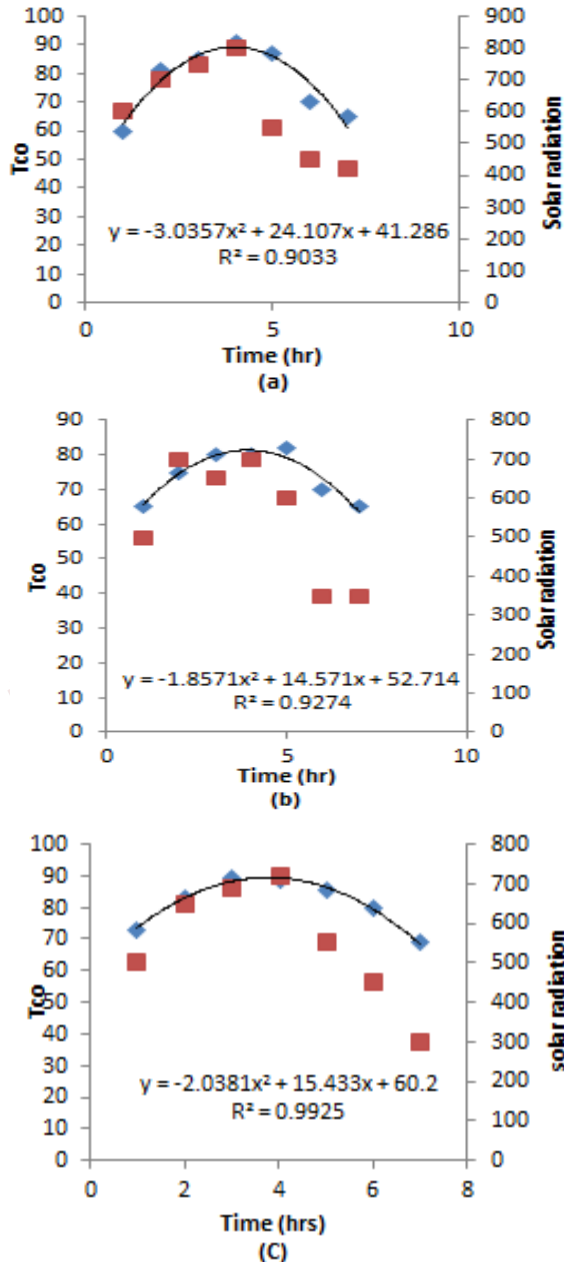 100
90
80
70
60
50
40
30
20
10
0
Tco
900
800
700
600
500
400
300
200
100
0
Solar radiation
y = -3.0357x² + 24.107x + 41.286
R² = 0.9033
0 5 10
Time (hr)
(a)
90
80
70
60
50
40
30
20
10
0
Tco
800
700
600
500
400
300
200
100
0
Solar radiation
y = -1.8571x² + 14.571x + 52.714
R² = 0.9274
0 5 10
Time (hr)
(b)
100
90
80
70
60
50
40
30
20
10
0
Tco
800
700
600
500
400
300
200
100
0
solar radiation
y = -2.0381x² + 15.433x + 60.2
R² = 0.9925
0 2 4 6 8
Time (hrs)
(C)